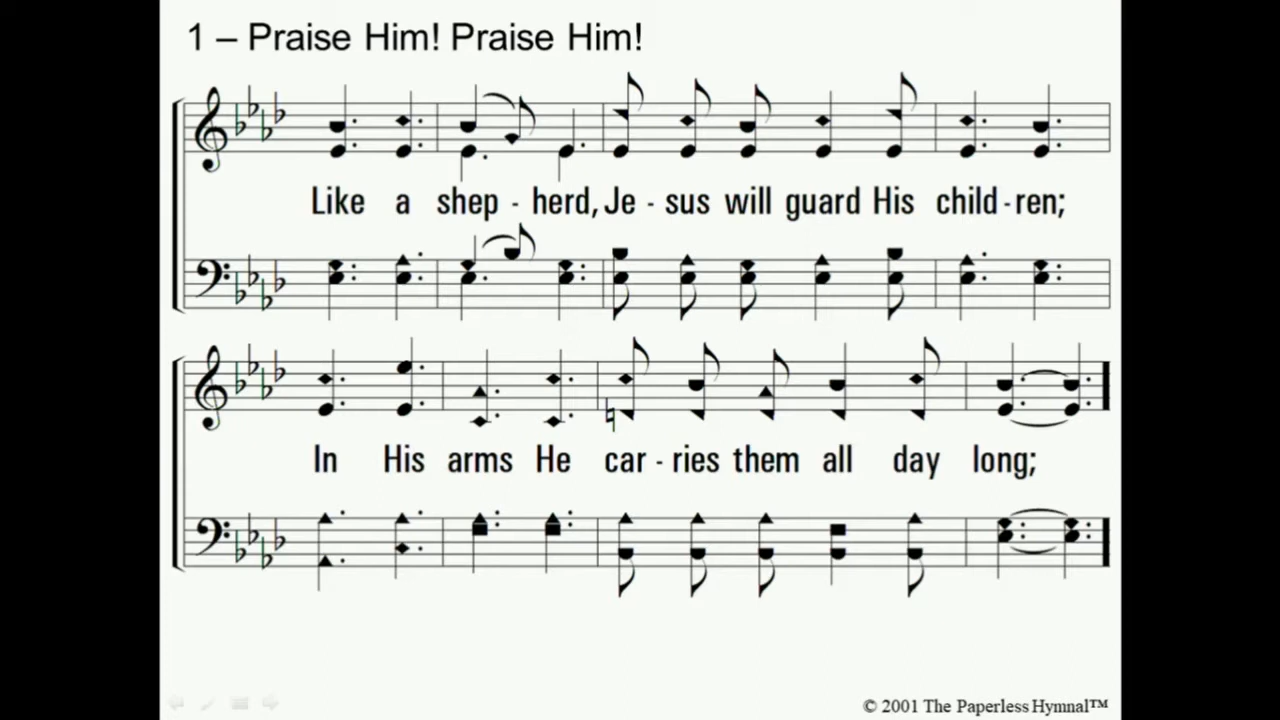 1 – Praise Him! Praise Him!
Like a shep - herd, Je - sus will guard His child - ren;
In His arms He car - ries them all day long;
© 2001 The Paperless Hymnal™